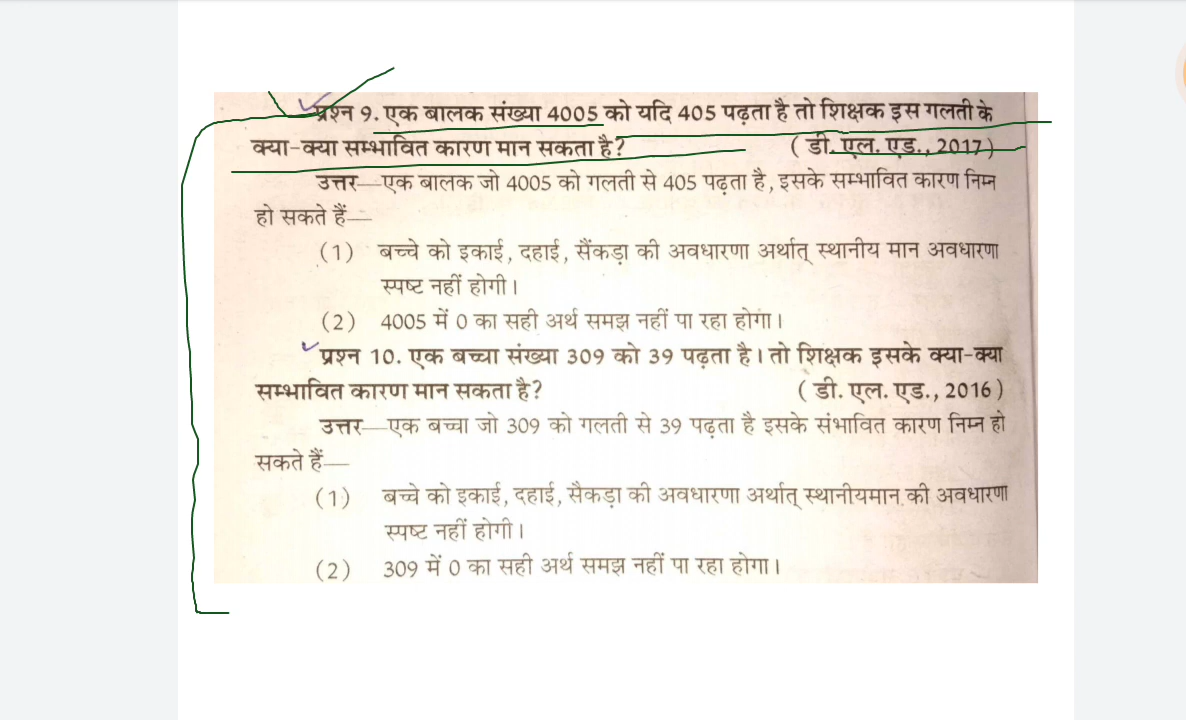 प्रश्न 9. एक बालक संख्या 4005 को यदि 405 पढ़ता है तो शिक्षक इस गलती के
क्या-क्या सम्भावित कारण मान सकता है? (डी. एल. एड., 2017)
उत्तर—एक बालक जो 4005 को गलती से 405 पढ़ता है, इसके सम्भावित कारण निम्न
हो सकते हैं—
(1) बच्चे को इकाई, दहाई, सैंकड़ा की अवधारणा अर्थात् स्थानीय मान अवधारणा
स्पष्ट नहीं होगी।
(2) 4005 में 0 का सही अर्थ समझ नहीं पा रहा होगा।
प्रश्न 10. एक बच्चा संख्या 309 को 39 पढ़ता है। तो शिक्षक इसके क्या-क्या
सम्भावित कारण मान सकता है? (डी. एल. एड., 2016)
उत्तर—एक बच्चा जो 309 को गलती से 39 पढ़ता है इसके संभावित कारण निम्न हो
सकते हैं—
(1) बच्चे को इकाई, दहाई, सैकड़ा की अवधारणा अर्थात् स्थानीयमान की अवधारणा
स्पष्ट नहीं होगी।
(2) 309 में 0 का सही अर्थ समझ नहीं पा रहा होगा।